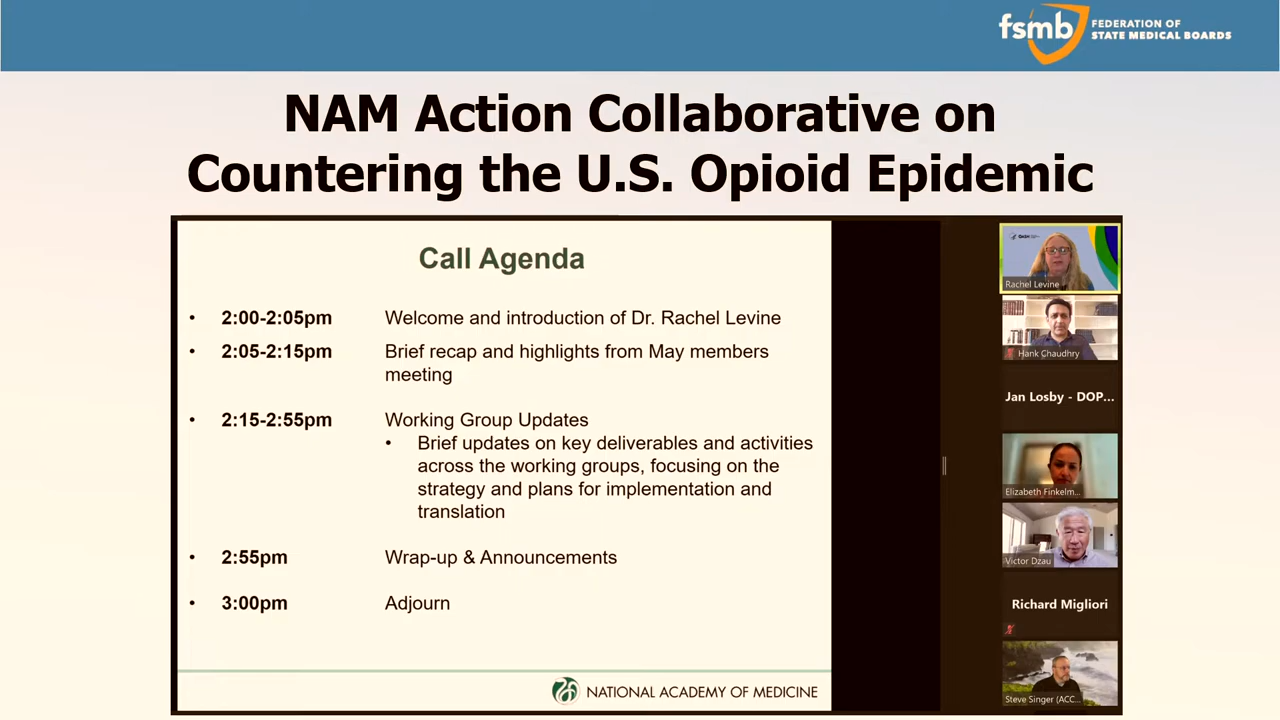 fsmb
FEDERATION OF
STATE MEDICAL BOARDS
NAM Action Collaborative on
Countering the U.S. Opioid Epidemic
Call Agenda
• 2:00-2:05pm Welcome and introduction of Dr. Rachel Levine
• 2:05-2:15pm Brief recap and highlights from May members
meeting
• 2:15-2:55pm Working Group Updates
• Brief updates on key deliverables and activities
across the working groups, focusing on the
strategy and plans for implementation and
translation
• 2:55pm Wrap-up & Announcements
• 3:00pm Adjourn
NATIONAL ACADEMY OF MEDICINE
Rachel Levine
Hank Chaudhry
Jan Losby - DOP...
Elizabeth Finkelm...
Victor Dzau
Richard Migliori
Steve Singer (ACC...